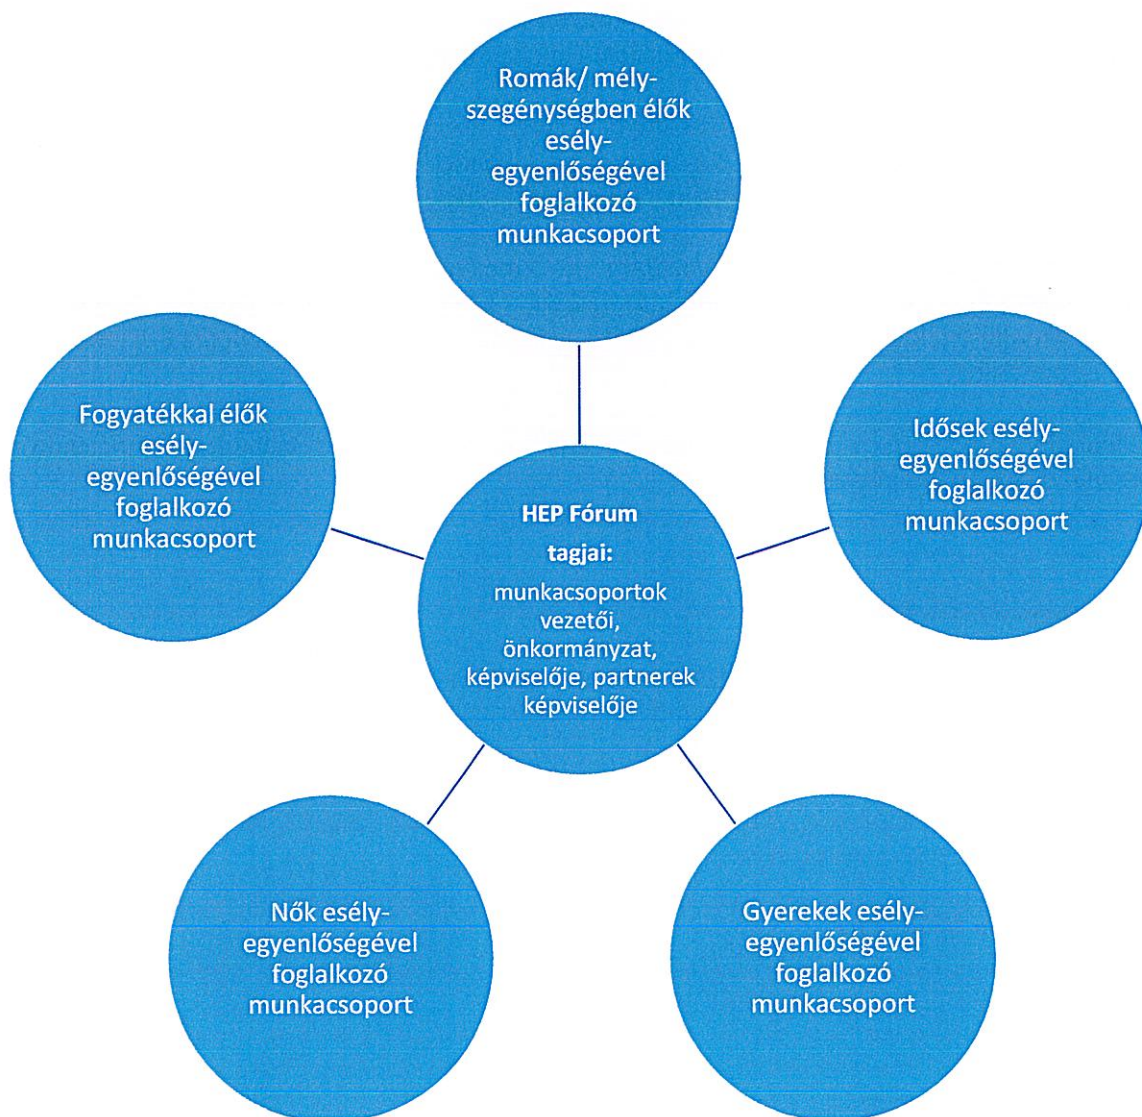 Romák/ mély-
szegénységben élők
esély-
egyenlőségével
foglalkozó
munkacsoport
Fogyatékkal élők
esély-
egyenlőségével
foglalkozó
munkacsoport
Idősek esély-
egyenlőségével
foglalkozó
munkacsoport
HEP Fórum
tagjai:
munkacsoportok
vezetői,
önkormányzat,
képviselője, partnerek
képviselője
Nők esély-
egyenlőségével
foglalkozó
munkacsoport
Gyerekek esély-
egyenlőségével
foglalkozó
munkacsoport